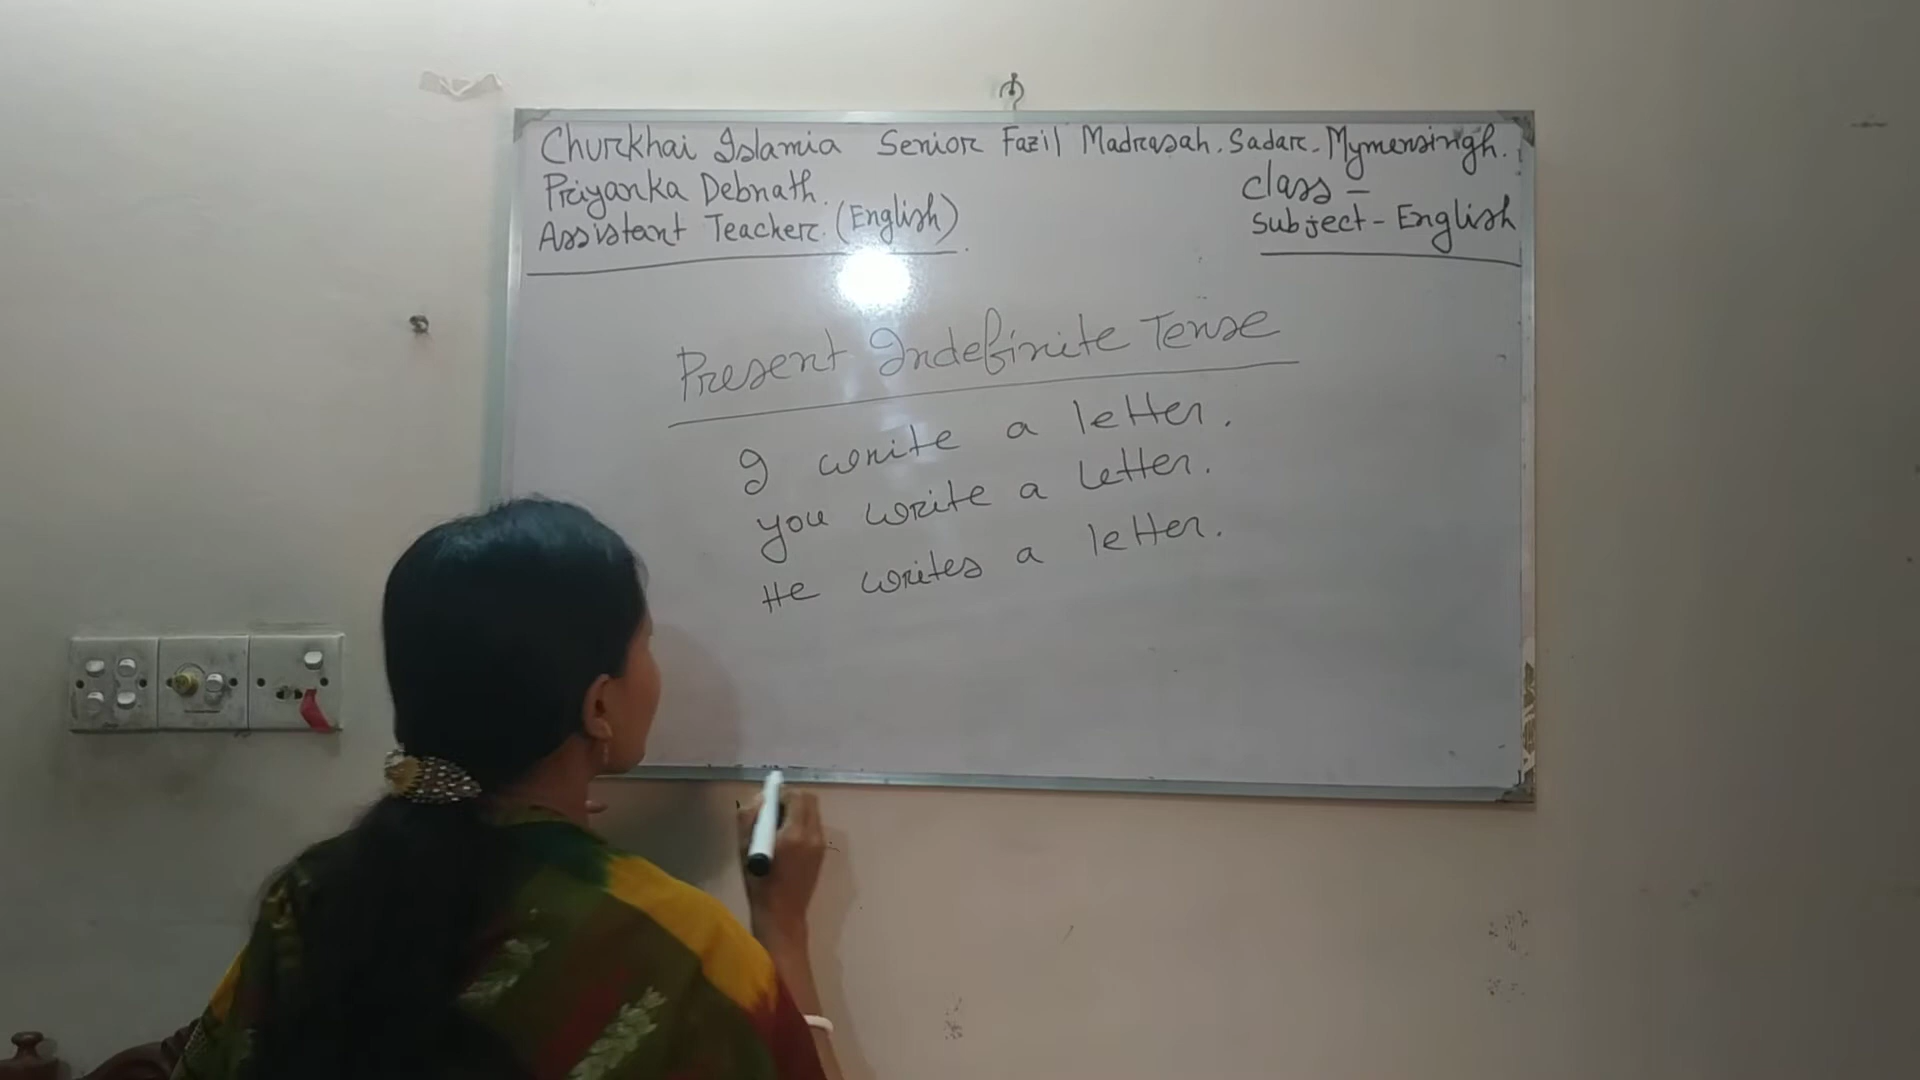 Churkhai Islamia Senior Fazil Madrasah. Sadar. Mymensingh.
Priyanka Debnath.
Assistant Teacher. (English).
Class -
Subject - English
Present Indefinite Tense
I write a letter.
you write a letter.
He writes a letter.